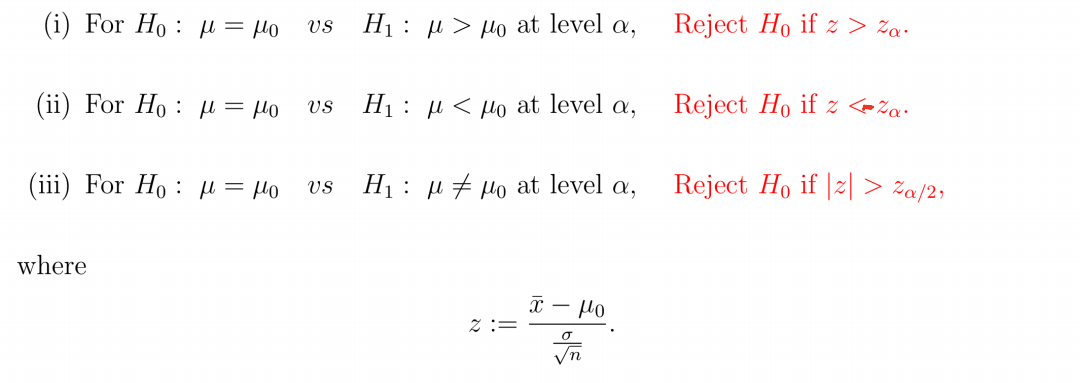 (i) For H₀ : μ = μ₀ vs H₁ : μ > μ₀ at level α, Reject H₀ if z > z_α.
(ii) For H₀ : μ = μ₀ vs H₁ : μ < μ₀ at level α, Reject H₀ if z < -z_α.
(iii) For H₀ : μ = μ₀ vs H₁ : μ ≠ μ₀ at level α, Reject H₀ if |z| > z_{α/2},
where
z := (x̄ − μ₀) / (σ/√n).